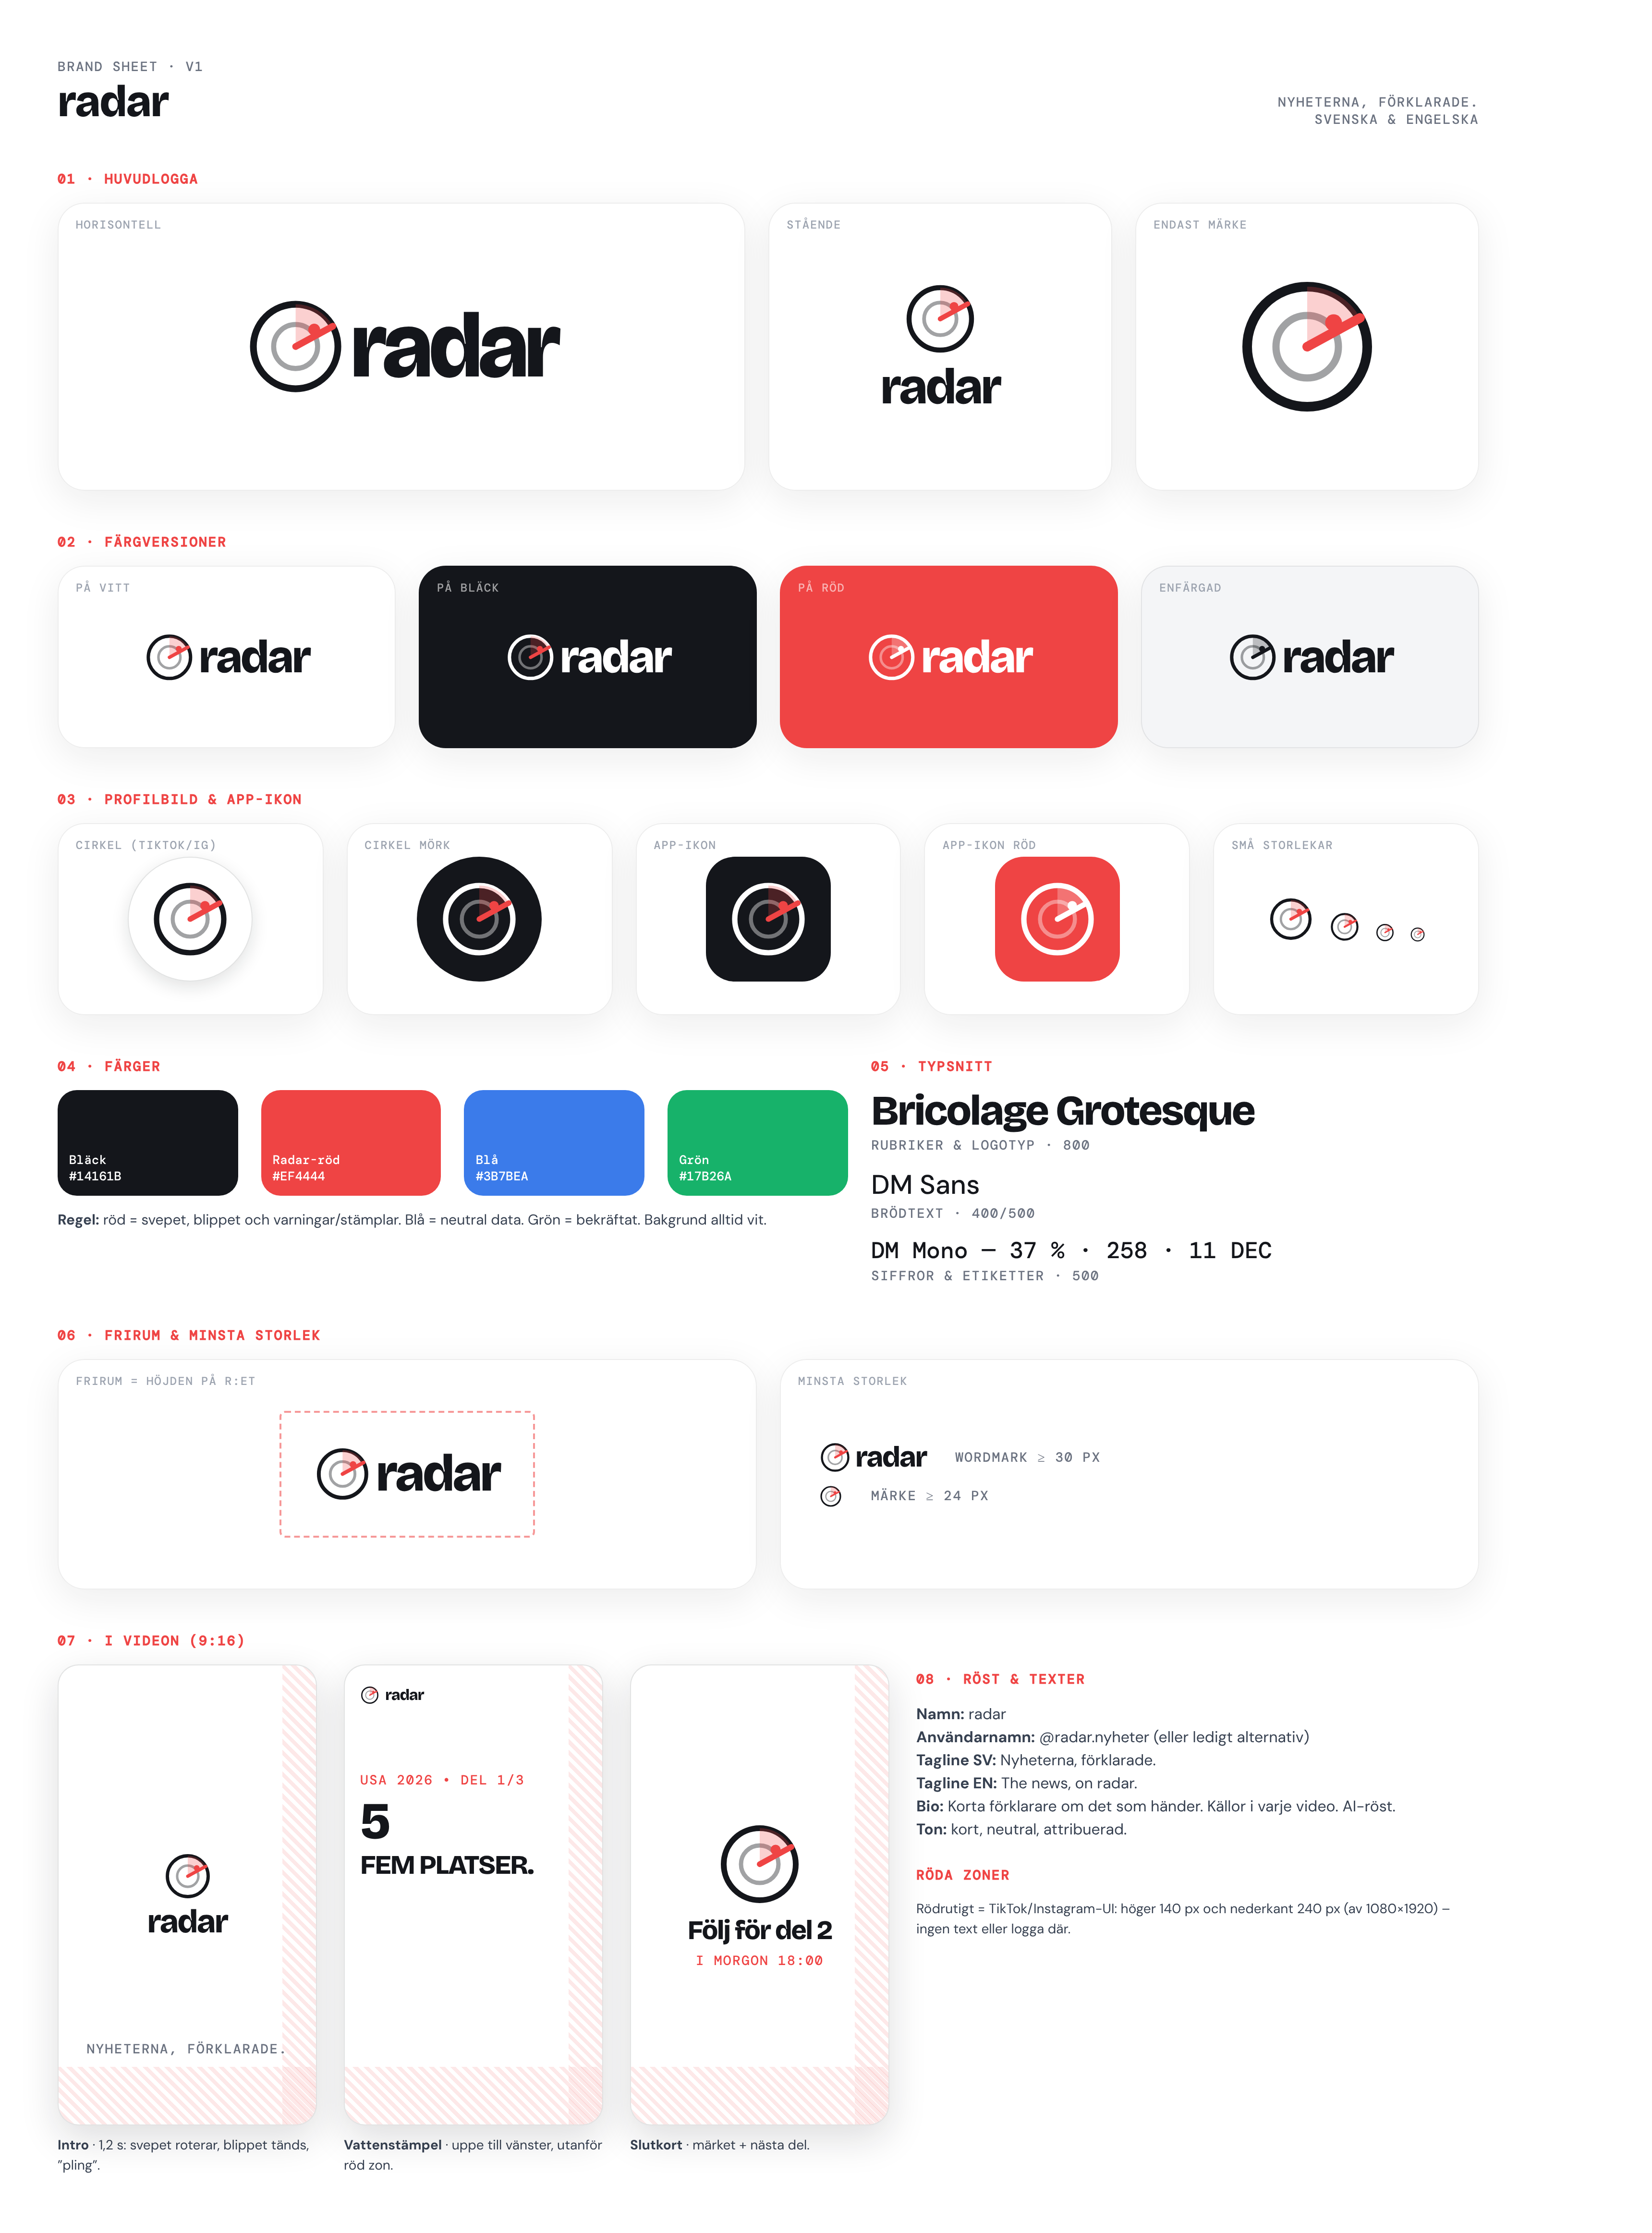 BRAND SHEET · V1
radar
NYHETERNA, FÖRKLARADE.
SVENSKA & ENGELSKA
01 · HUVUDLOGGA
HORISONTELL
radar
STÅENDE
radar
ENDAST MÄRKE
02 · FÄRGVERSIONER
PÅ VITT
radar
PÅ BLÄCK
radar
PÅ RÖD
radar
ENFÄRGAD
radar
03 · PROFILBILD & APP-IKON
CIRKEL (TIKTOK/IG)
CIRKEL MÖRK
APP-IKON
APP-IKON RÖD
SMÅ STORLEKAR
04 · FÄRGER
Bläck
#14161B
Radar-röd
#EF4444
Blå
#3B7BEA
Grön
#17B26A
Regel: röd = svepet, blippet och varningar/stämplar. Blå = neutral data. Grön = bekräftat. Bakgrund alltid vit.
05 · TYPSNITT
Bricolage Grotesque
RUBRIKER & LOGOTYP · 800
DM Sans
BRÖDTEXT · 400/500
DM Mono — 37 % · 258 · 11 DEC
SIFFROR & ETIKETTER · 500
06 · FRIRUM & MINSTA STORLEK
FRIRUM = HÖJDEN PÅ R:ET
radar
MINSTA STORLEK
radar WORDMARK ≥ 30 PX
MÄRKE ≥ 24 PX
07 · I VIDEON (9:16)
radar
NYHETERNA, FÖRKLARADE.
Intro · 1,2 s: svepet roterar, blippet tänds,
”pling”.
radar
USA 2026 • DEL 1/3
5
FEM PLATSER.
Vattenstämpel · uppe till vänster, utanför
röd zon.
Följ för del 2
I MORGON 18:00
Slutkort · märket + nästa del.
08 · RÖST & TEXTER
Namn: radar
Användarnamn: @radar.nyheter (eller ledigt alternativ)
Tagline SV: Nyheterna, förklarade.
Tagline EN: The news, on radar.
Bio: Korta förklarare om det som händer. Källor i varje video. AI-röst.
Ton: kort, neutral, attribuerad.
RÖDA ZONER
Rödrutigt = TikTok/Instagram-UI: höger 140 px och nederkant 240 px (av 1080×1920) –
ingen text eller logga där.